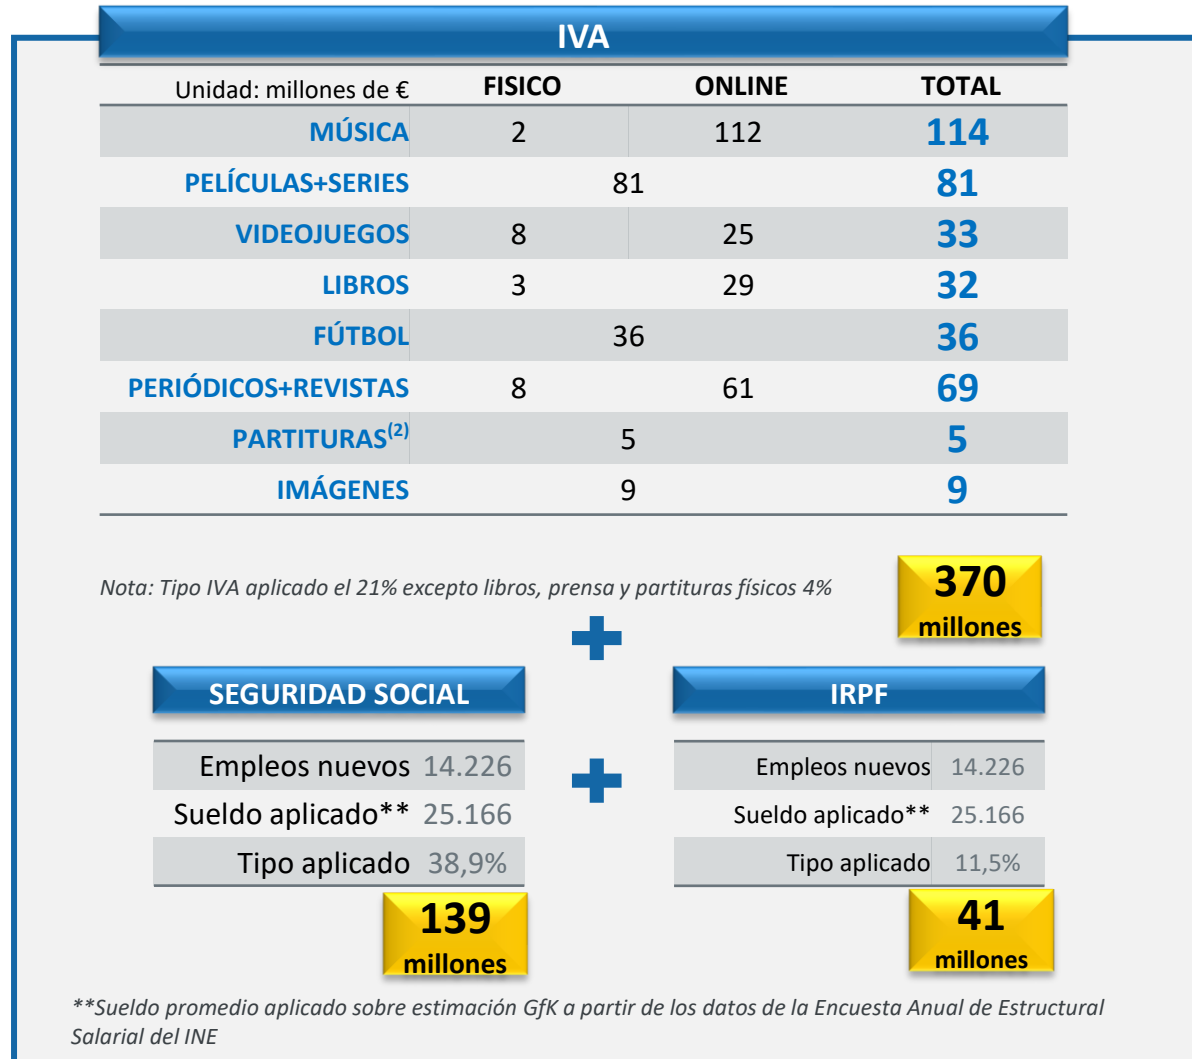 IVA
Unidad: millones de € FISICO ONLINE TOTAL
MÚSICA 2 112 114
PELÍCULAS+SERIES 81 81
VIDEOJUEGOS 8 25 33
LIBROS 3 29 32
FÚTBOL 36 36
PERIÓDICOS+REVISTAS 8 61 69
PARTITURAS(2) 5 5
IMÁGENES 9 9
Nota: Tipo IVA aplicado el 21% excepto libros, prensa y partituras físicos 4%
370
millones
SEGURIDAD SOCIAL
Empleos nuevos 14.226
Sueldo aplicado** 25.166
Tipo aplicado 38,9%
139
millones
IRPF
Empleos nuevos 14.226
Sueldo aplicado** 25.166
Tipo aplicado 11,5%
41
millones
**Sueldo promedio aplicado sobre estimación GfK a partir de los datos de la Encuesta Anual de Estructural
Salarial del INE